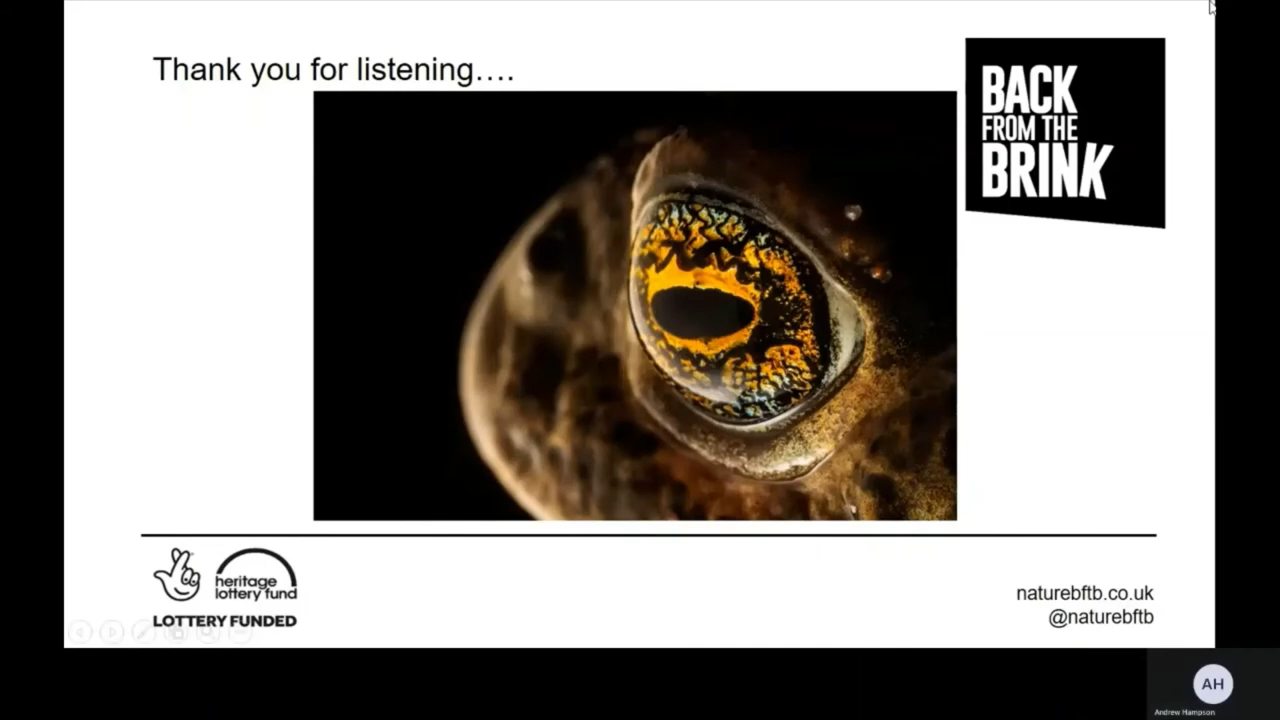 Thank you for listening….
BACK
FROM THE
BRINK
heritage
lottery fund
LOTTERY FUNDED
naturebftb.co.uk
@naturebftb
AH
Andrew Hampson